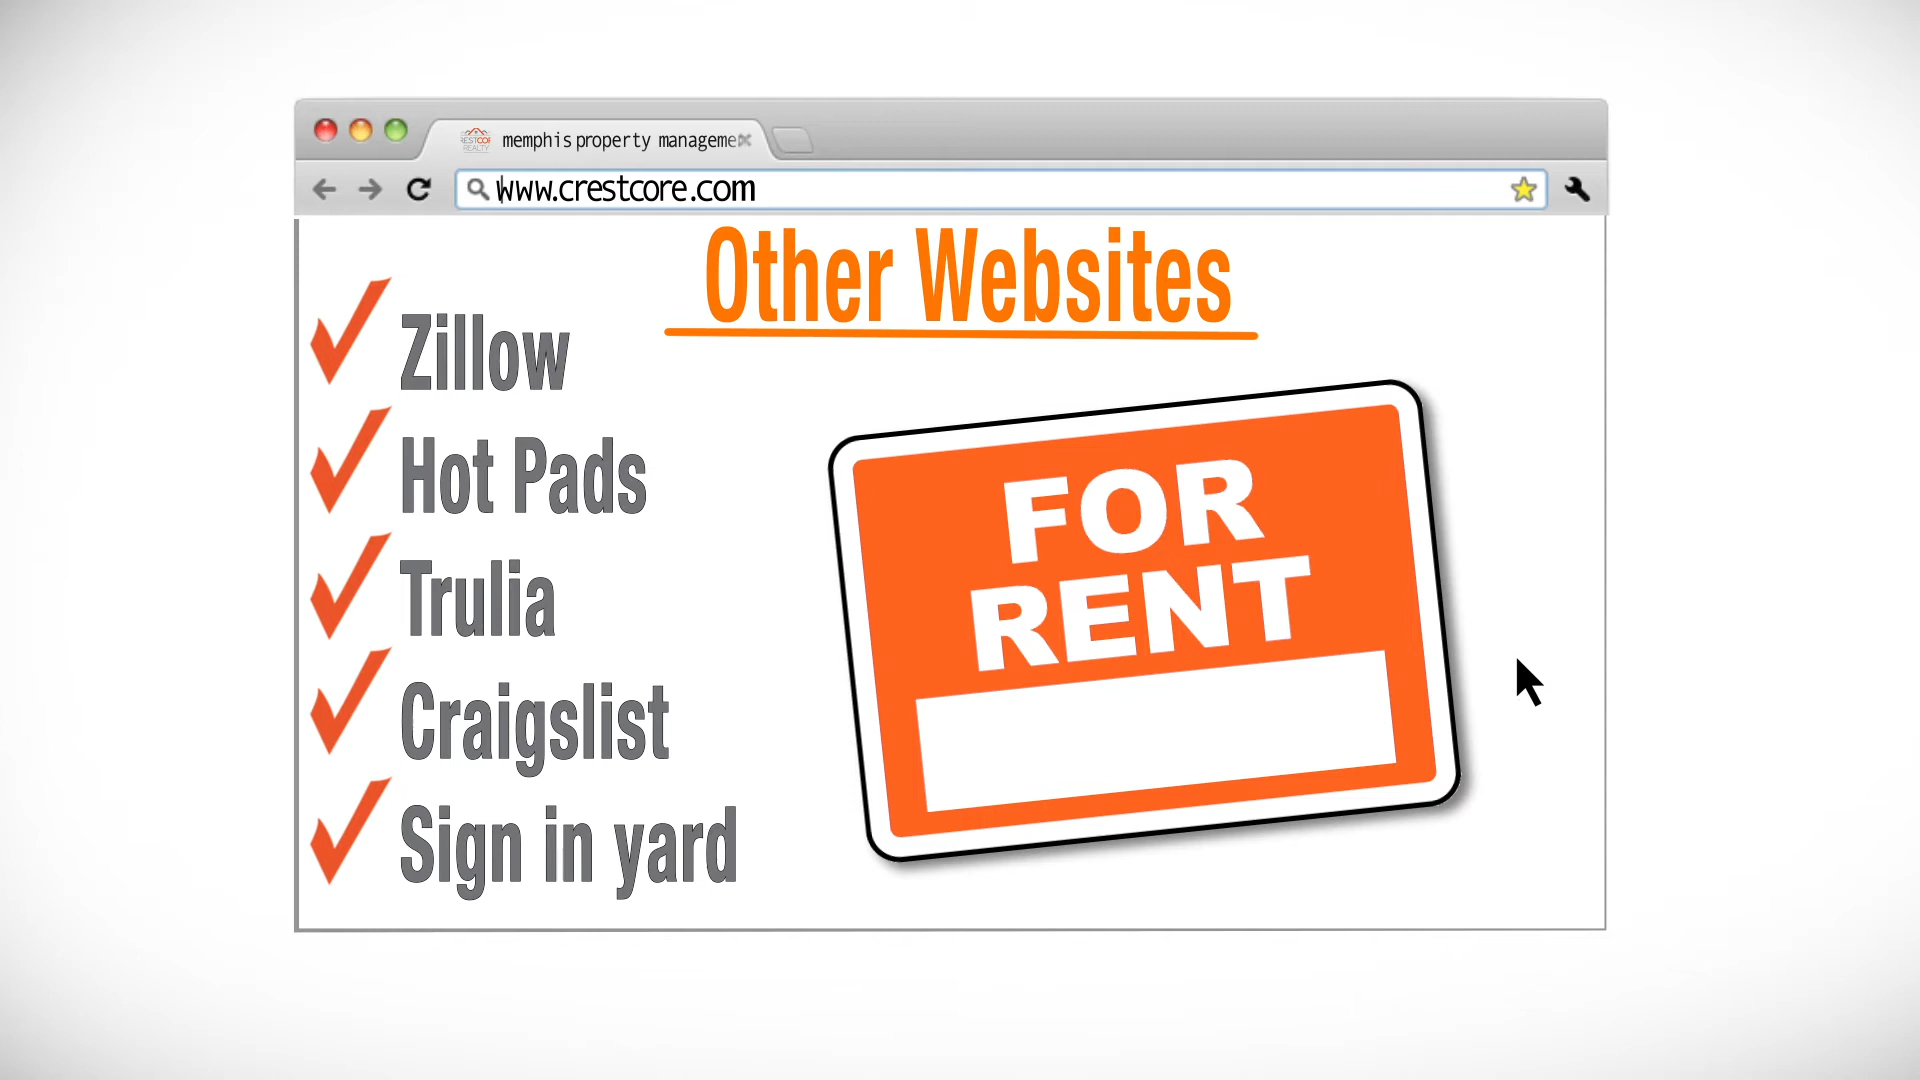 memphis property manageme
www.crestcore.com
Other Websites
Zillow
Hot Pads
Trulia
Craigslist
Sign in yard
FOR
RENT